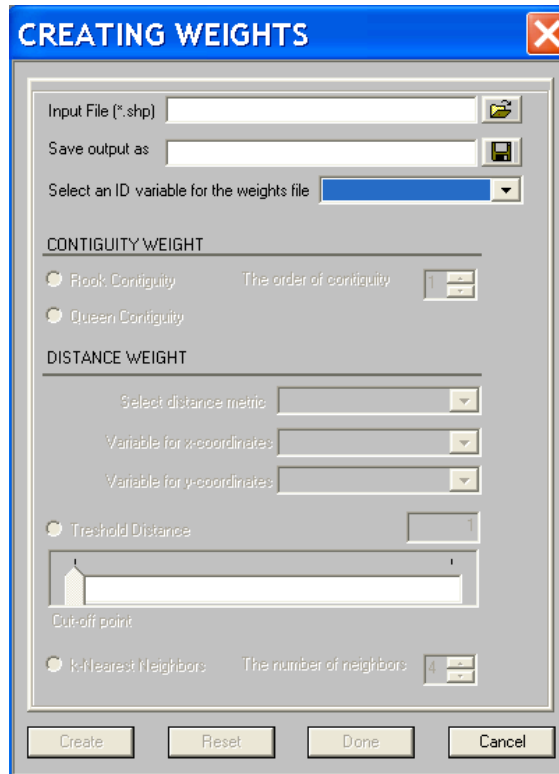 CREATING WEIGHTS
Input File (*.shp)
Save output as
Select an ID variable for the weights file
CONTIGUITY WEIGHT
Rook Contiguity The order of contiguity 1
Queen Contiguity
DISTANCE WEIGHT
Select distance metric
Variable for x-coordinates
Variable for y-coordinates
Treshold Distance 1
Cut-off point
k-Nearest Neighbors The number of neighbors 4
Create Reset Done Cancel